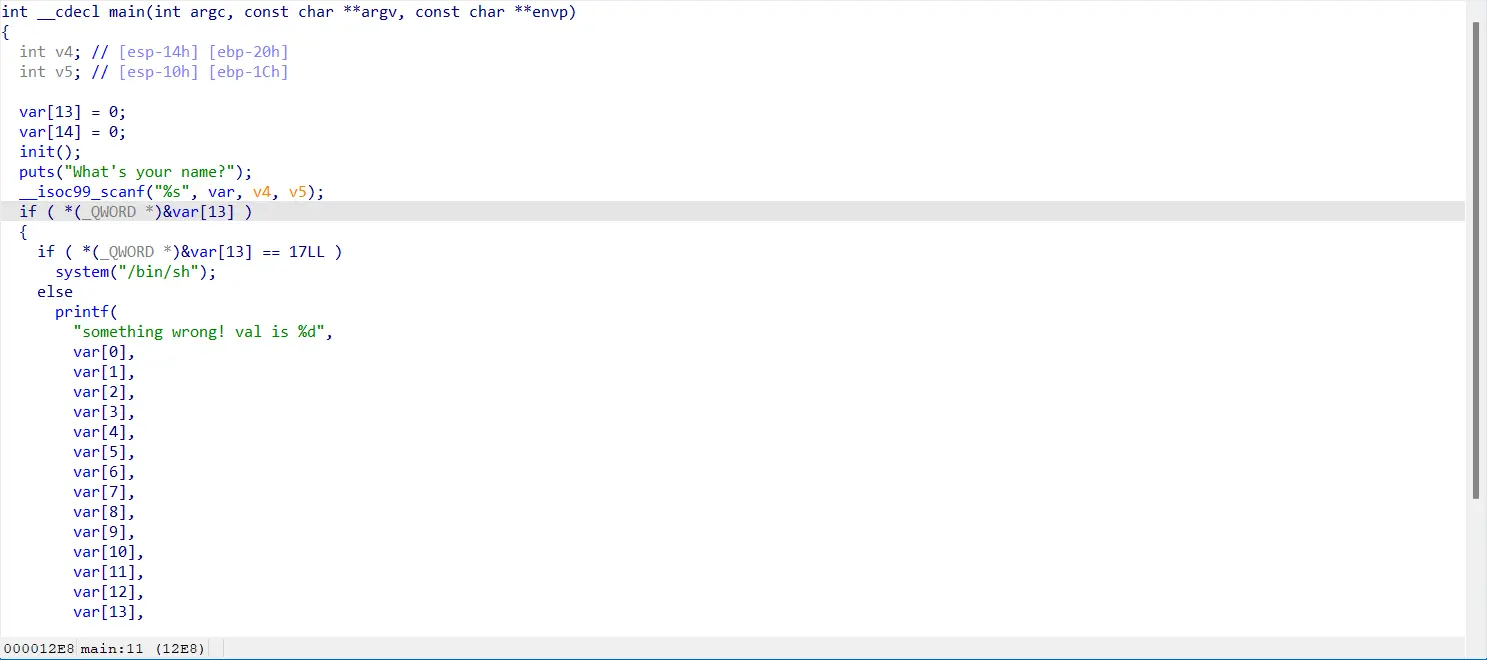 int __cdecl main(int argc, const char **argv, const char **envp)
{
  int v4; // [esp-14h] [ebp-20h]
  int v5; // [esp-10h] [ebp-1Ch]

  var[13] = 0;
  var[14] = 0;
  init();
  puts("What's your name?");
  __isoc99_scanf("%s", var, v4, v5);
  if ( *(_QWORD *)&var[13] )
  {
    if ( *(_QWORD *)&var[13] == 17LL )
      system("/bin/sh");
    else
      printf(
        "something wrong! val is %d",
        var[0],
        var[1],
        var[2],
        var[3],
        var[4],
        var[5],
        var[6],
        var[7],
        var[8],
        var[9],
        var[10],
        var[11],
        var[12],
        var[13],
000012E8 main:11 (12E8)